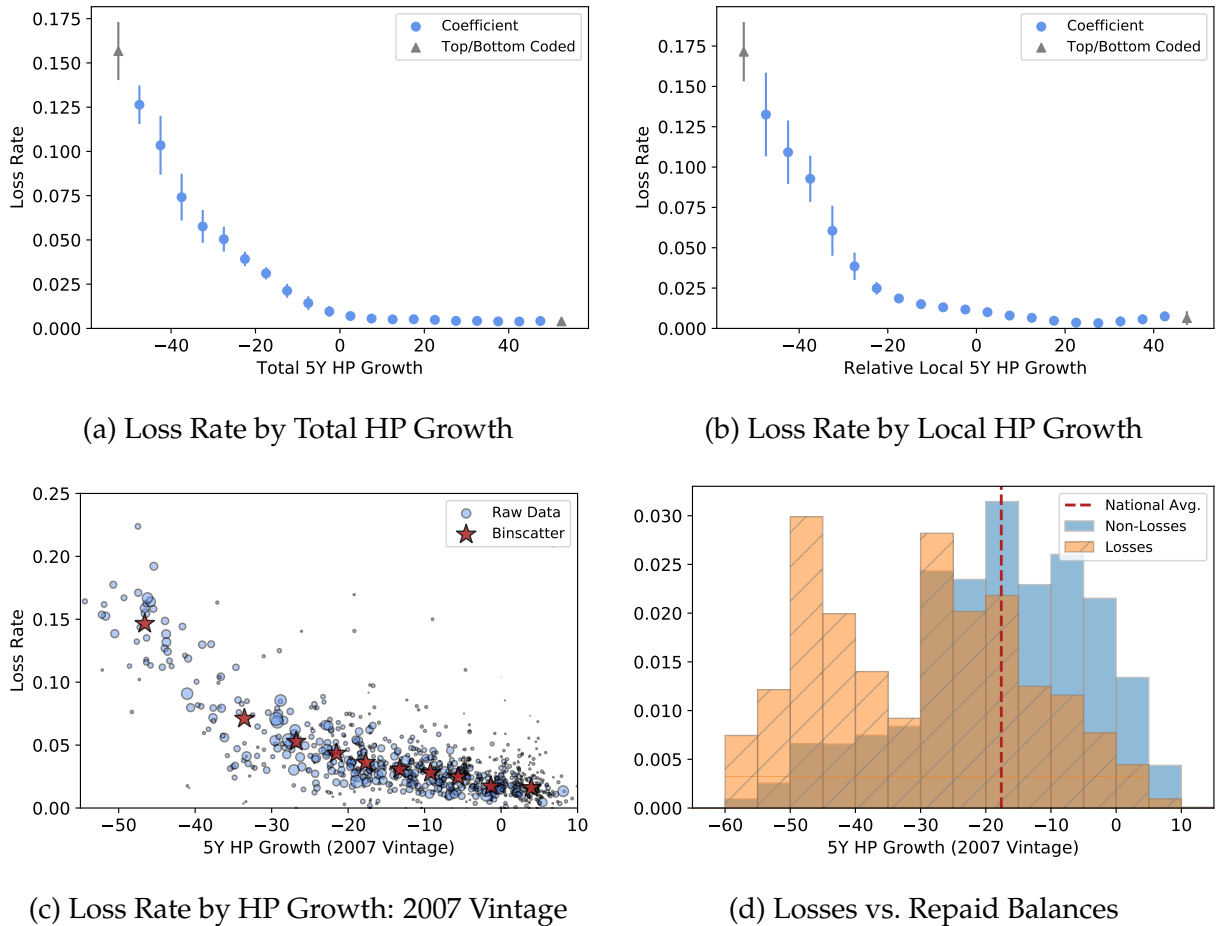 0.175
0.150
0.125
0.100
0.075
0.050
0.025
0.000
Loss Rate
Coefficient
Top/Bottom Coded
−40 −20 0 20 40
Total 5Y HP Growth
(a) Loss Rate by Total HP Growth
0.175
0.150
0.125
0.100
0.075
0.050
0.025
0.000
Loss Rate
Coefficient
Top/Bottom Coded
−40 −20 0 20 40
Relative Local 5Y HP Growth
(b) Loss Rate by Local HP Growth
0.25
0.20
0.15
0.10
0.05
0.00
Loss Rate
Raw Data
Binscatter
−50 −40 −30 −20 −10 0 10
5Y HP Growth (2007 Vintage)
(c) Loss Rate by HP Growth: 2007 Vintage
0.030
0.025
0.020
0.015
0.010
0.005
0.000
National Avg.
Non-Losses
Losses
−60 −50 −40 −30 −20 −10 0 10
5Y HP Growth (2007 Vintage)
(d) Losses vs. Repaid Balances